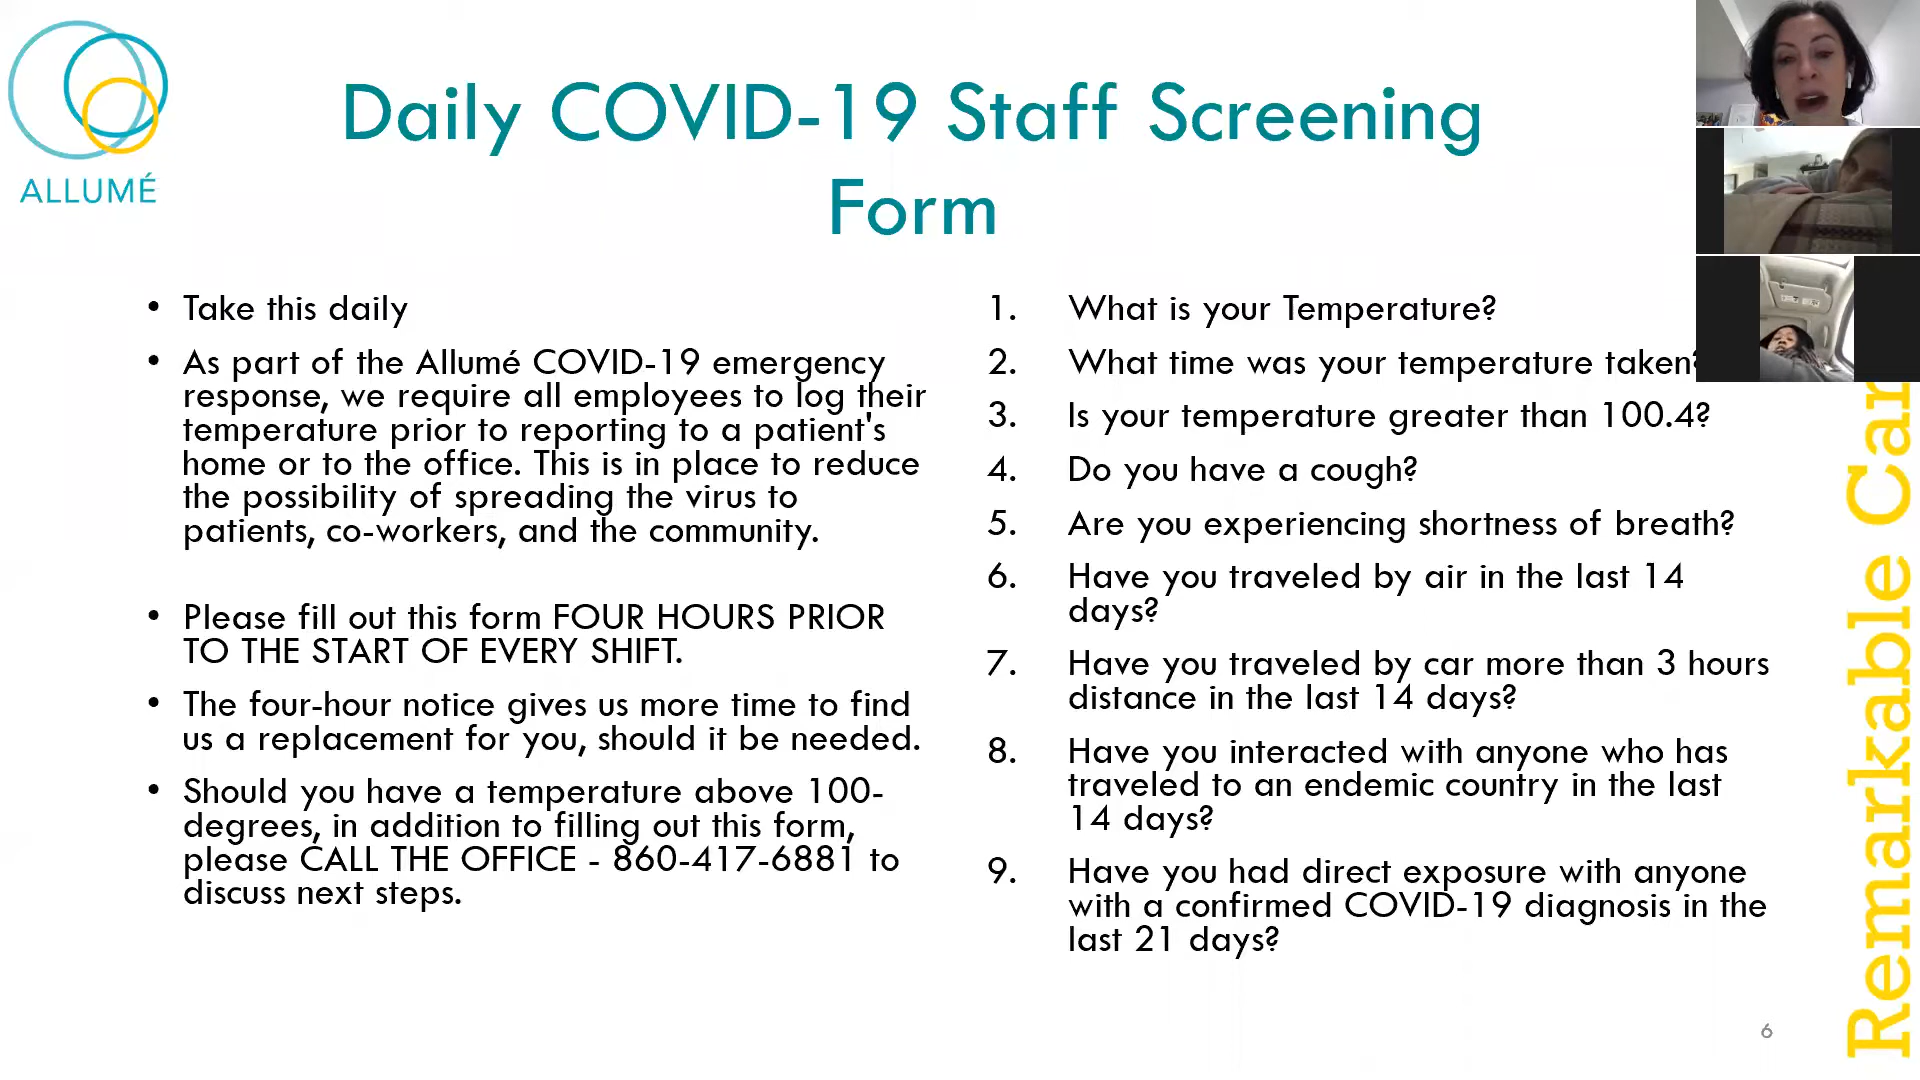 ALLUMÉ
Daily COVID-19 Staff Screening
Form
• Take this daily
• As part of the Allumé COVID-19 emergency
response, we require all employees to log their
temperature prior to reporting to a patient's
home or to the office. This is in place to reduce
the possibility of spreading the virus to
patients, co-workers, and the community.
• Please fill out this form FOUR HOURS PRIOR
TO THE START OF EVERY SHIFT.
• The four-hour notice gives us more time to find
us a replacement for you, should it be needed.
• Should you have a temperature above 100-
degrees, in addition to filling out this form,
please CALL THE OFFICE - 860-417-6881 to
discuss next steps.
1. What is your Temperature?
2. What time was your temperature taken?
3. Is your temperature greater than 100.4?
4. Do you have a cough?
5. Are you experiencing shortness of breath?
6. Have you traveled by air in the last 14
days?
7. Have you traveled by car more than 3 hours
distance in the last 14 days?
8. Have you interacted with anyone who has
traveled to an endemic country in the last
14 days?
9. Have you had direct exposure with anyone
with a confirmed COVID-19 diagnosis in the
last 21 days?
Remarkable Car
6